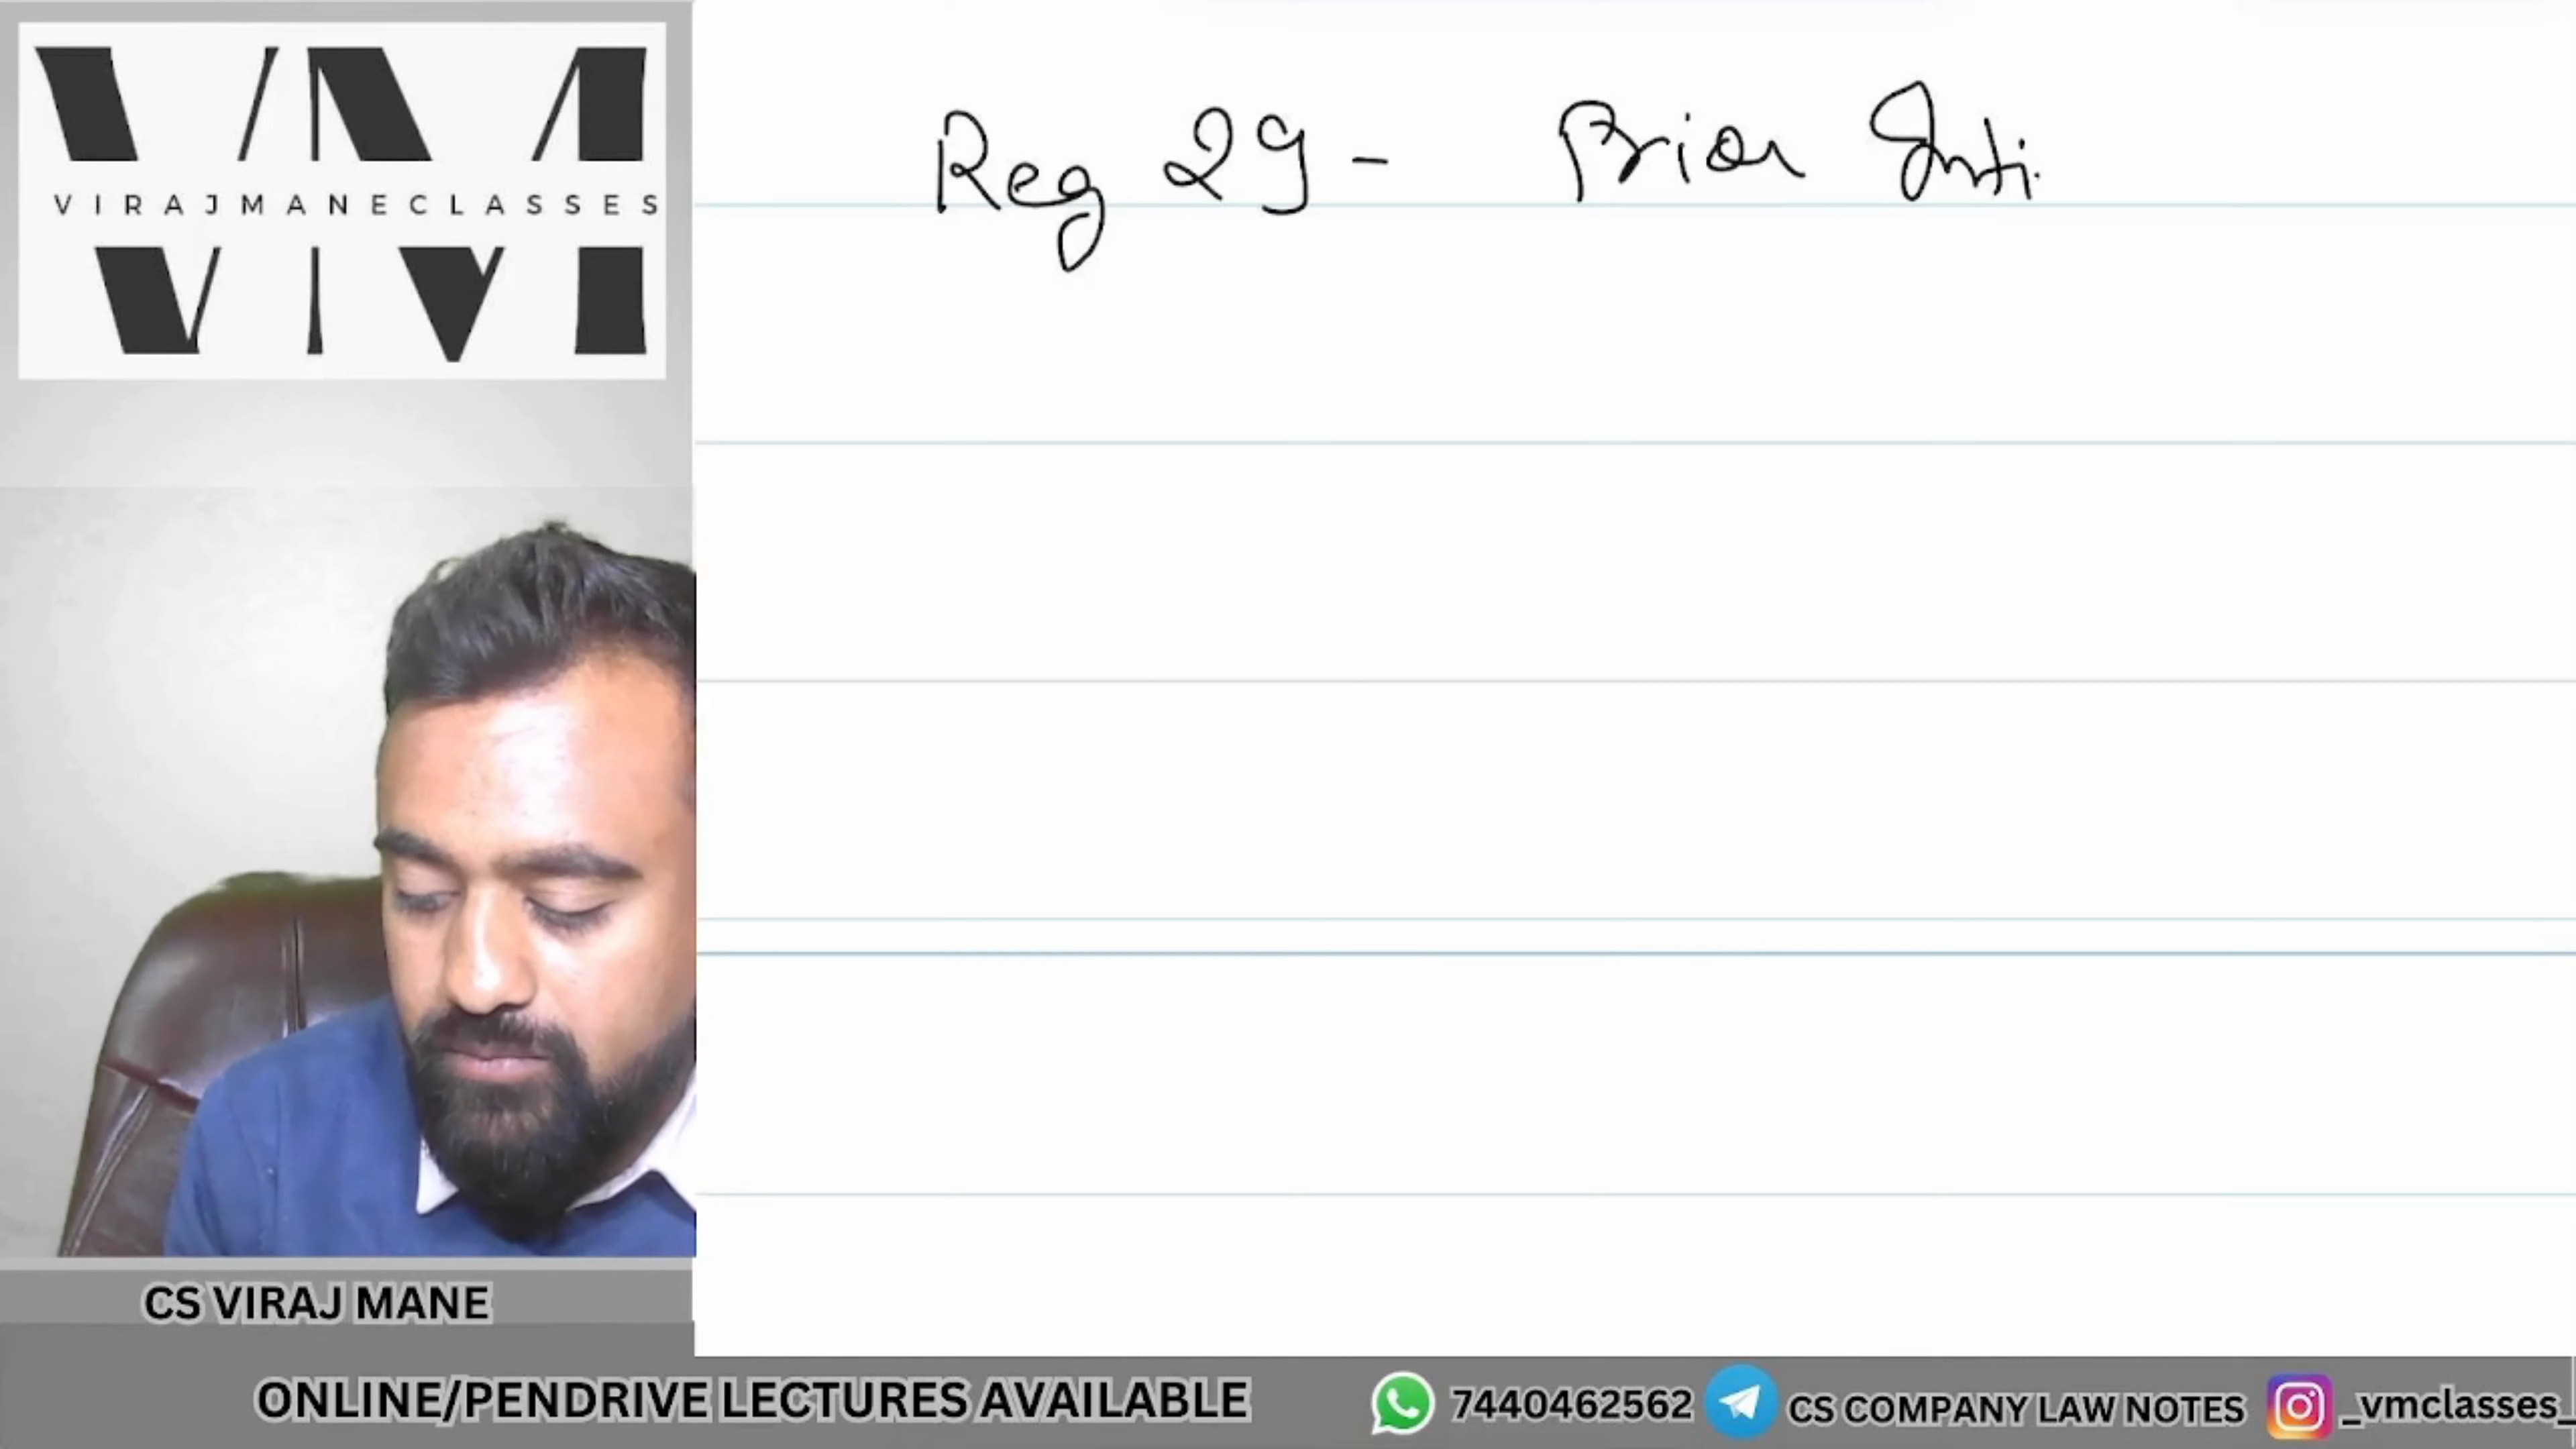 VIRAJMANECLASSES
Reg 29 - Prior Inti.
CS VIRAJ MANE
ONLINE/PENDRIVE LECTURES AVAILABLE
7440462562
CS COMPANY LAW NOTES
_vmclasses_